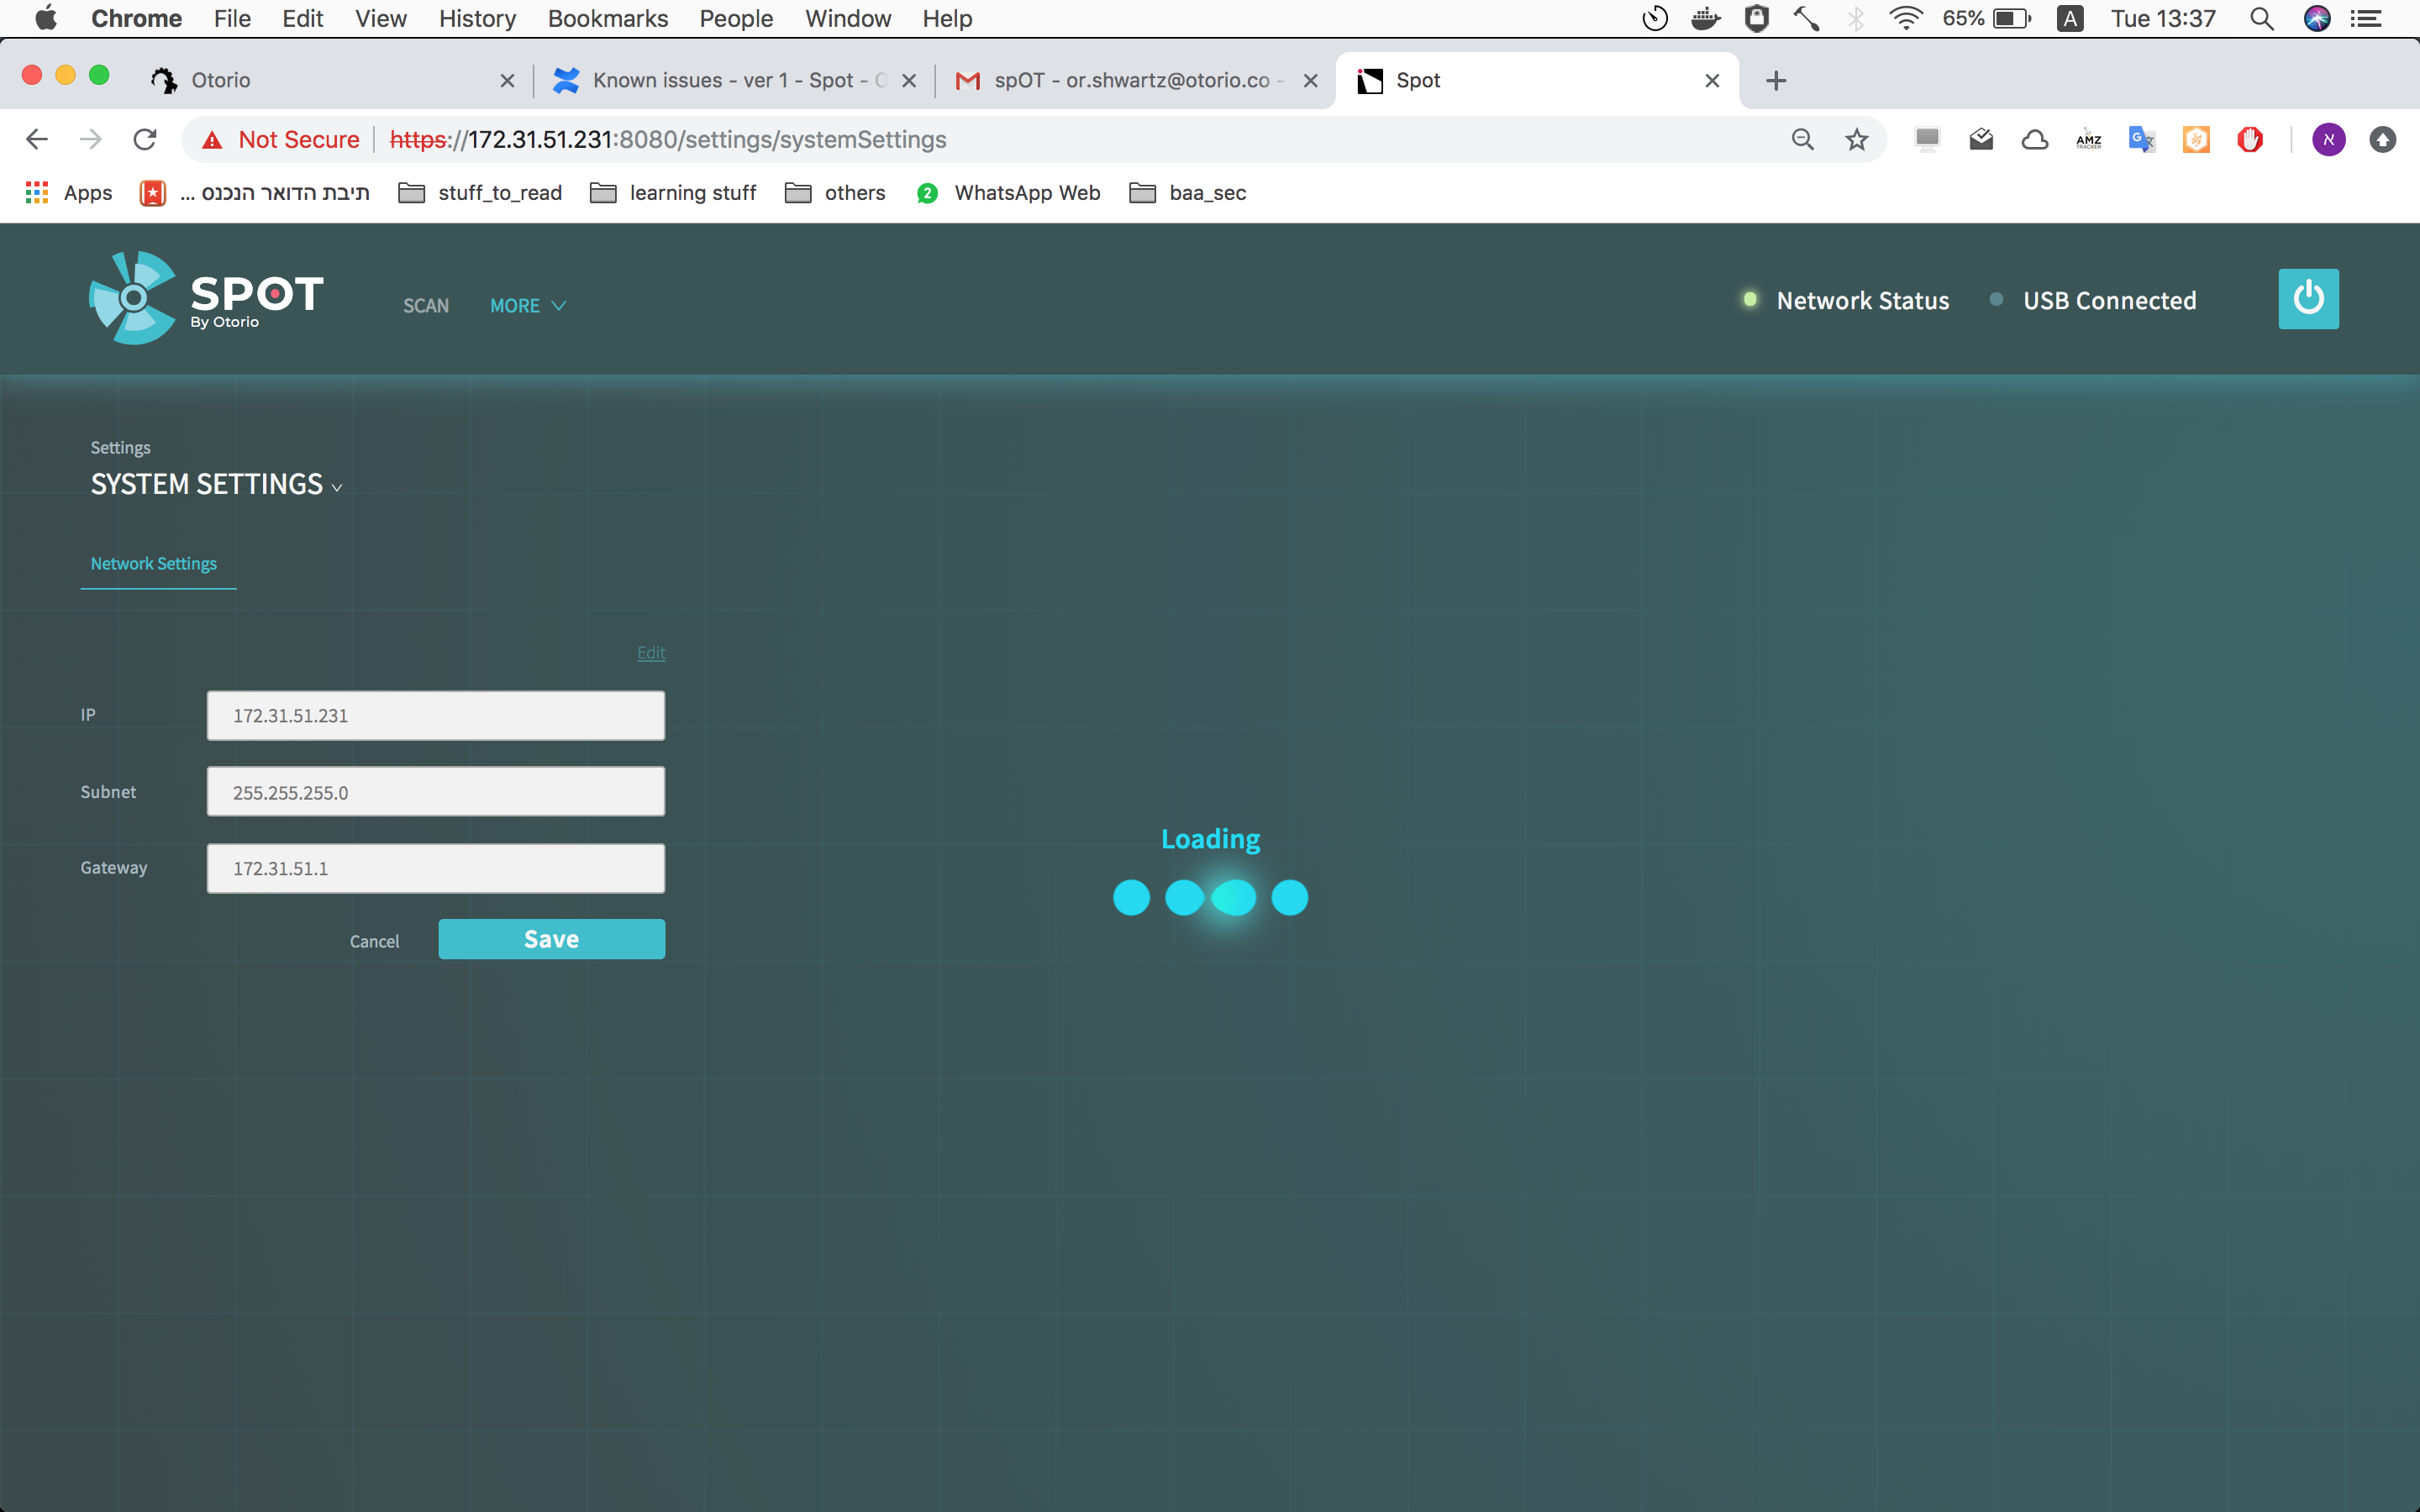 Chrome File Edit View History Bookmarks People Window Help 65% A Tue 13:37
Otorio Known issues - ver 1 - Spot - O spOT - or.shwartz@otorio.co - Spot
Not Secure https://172.31.51.231:8080/settings/systemSettings AMZ TRACKER G א
Apps תיבת הדואר הנכנס ... stuff_to_read learning stuff others 2 WhatsApp Web baa_sec
SPOT
By Otorio
SCAN MORE Network Status USB Connected
Settings
SYSTEM SETTINGS
Network Settings
Edit
IP 172.31.51.231
Subnet 255.255.255.0
Gateway 172.31.51.1
Cancel Save
Loading